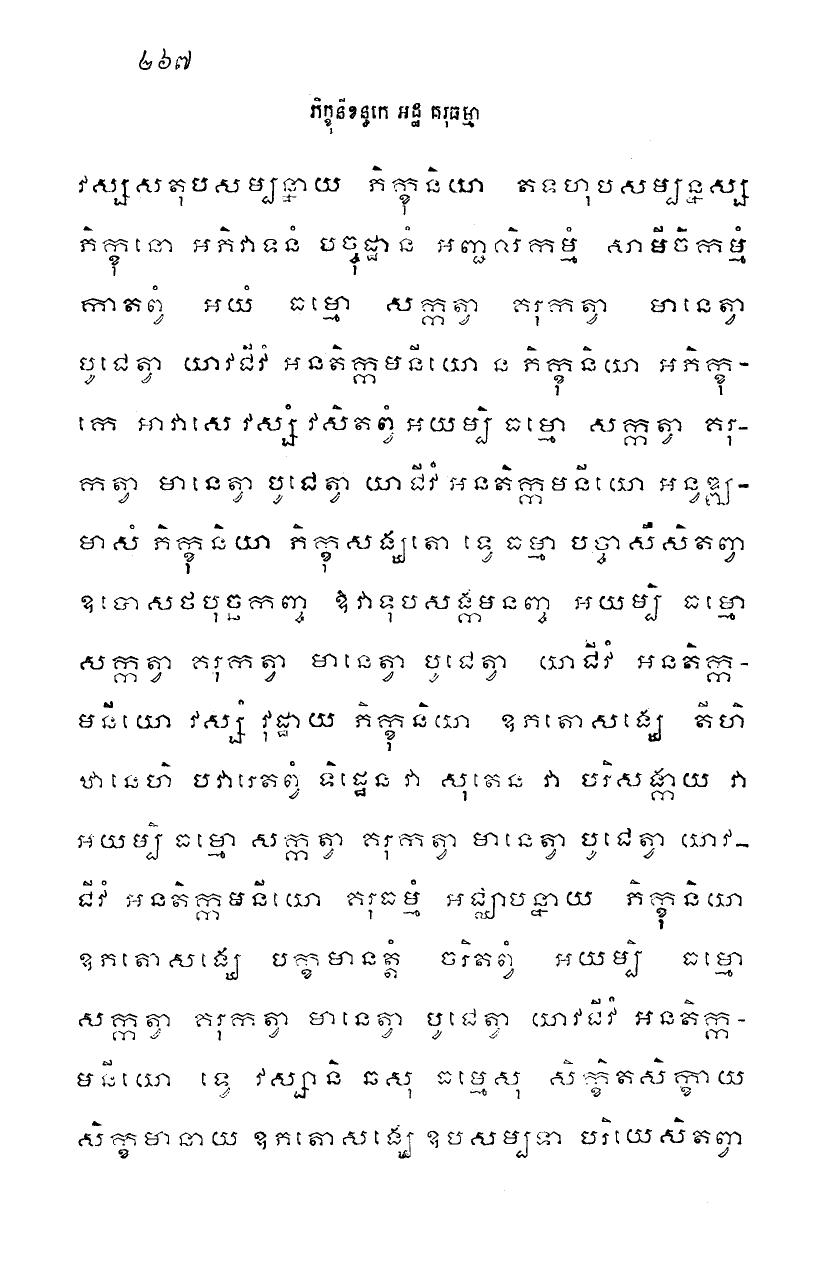 ២៦៧
ភិក្ខុនីខន្ធកេ អដ្ឋ គរុធម្មា
វស្សសតុបសម្បន្នាយ ភិក្ខុនិយា តទហុបសម្បន្នស្ស
ភិក្ខុនោ អភិវាទនំ បច្ចុដ្ឋានំ អញ្ជលិកម្មំ សាមីចិកម្មំ
កាតព្វំ អយំ ធម្មោ សក្កត្វា គរុកត្វា មានេត្វា
បូជេត្វា យាវជីវំ អនតិក្កមនីយោ ន ភិក្ខុនិយា អភិក្ខុ-
កេ អាវាសេ វស្សំ វសិតព្វំ អយម្បិ ធម្មោ សក្កត្វា គរុ-
កត្វា មានេត្វា បូជេត្វា យាជីវំ អនតិក្កមនីយោ អន្វឌ្ឍ-
មាសំ ភិក្ខុនិយា ភិក្ខុសង្ឃតោ ទ្វេ ធម្មា បច្ចាសីសិតព្វា
ឧបោសថបុច្ឆកញ្ច ឱវាទុបសង្កមនញ្ច អយម្បិ ធម្មោ
សក្កត្វា គរុកត្វា មានេត្វា បូជេត្វា យាជីវំ អនតិក្ក-
មនីយោ វស្សំ វុដ្ឋាយ ភិក្ខុនិយា ឧភតោសង្ឃេ តីហិ
ឋានេហិ បវារេតព្វំ ទិដ្ឋេន វា សុតេន វា បរិសង្កាយ វា
អយម្បិ ធម្មោ សក្កត្វា គរុកត្វា មានេត្វា បូជេត្វា យាវ-
ជីវំ អនតិក្កមនីយោ គរុធម្មំ អជ្ឈាបន្នាយ ភិក្ខុនិយា
ឧភតោសង្ឃេ បក្ខមានត្តំ ចរិតព្វំ អយម្បិ ធម្មោ
សក្កត្វា គរុកត្វា មានេត្វា បូជេត្វា យាវជីវំ អនតិក្ក-
មនីយោ ទ្វេ វស្សានិ ឆសុ ធម្មេសុ សិក្ខិតសិក្ខាយ
សិក្ខមានាយ ឧភតោសង្ឃេ ឧបសម្បទា បរិយេសិតព្វា